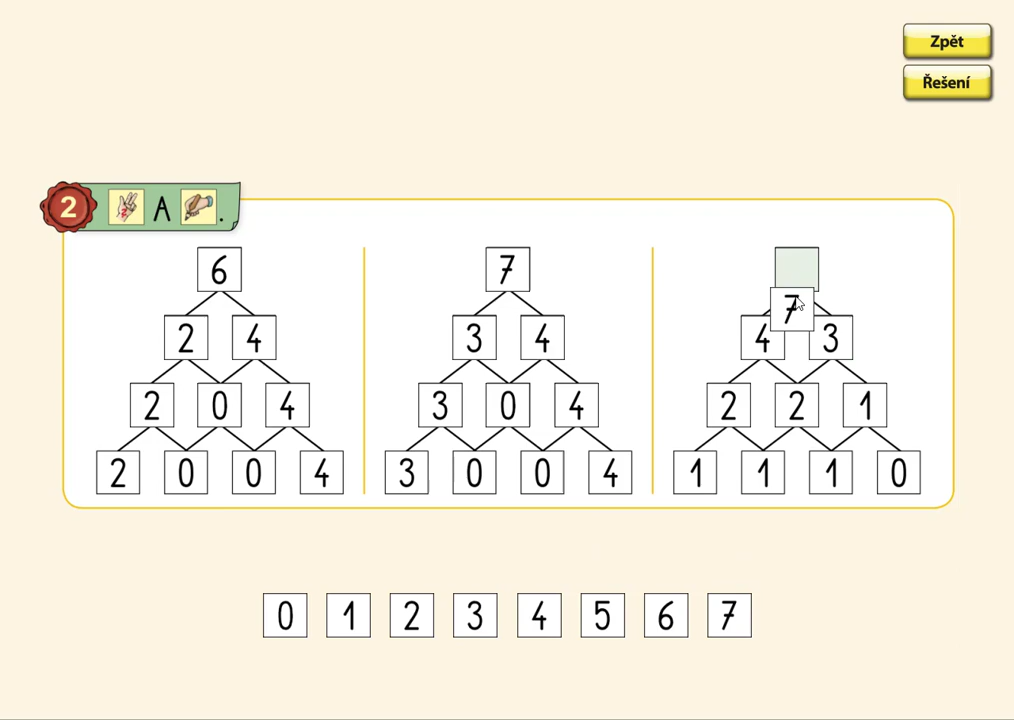 Zpět
Řešení
2 A .
6 7
7
2 4 3 4 4 3
2 0 4 3 0 4 2 2 1
2 0 0 4 3 0 0 4 1 1 1 0
0 1 2 3 4 5 6 7